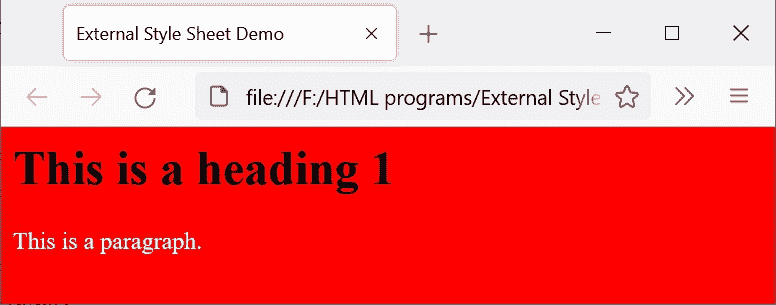 External Style Sheet Demo
file:///F:/HTML programs/External Style
This is a heading 1
This is a paragraph.